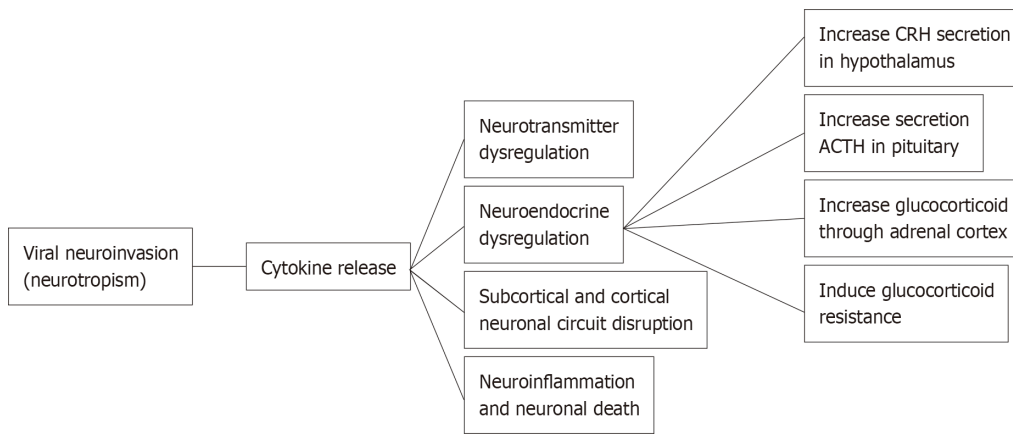 Viral neuroinvasion
(neurotropism)
Cytokine release
Neurotransmitter
dysregulation
Neuroendocrine
dysregulation
Subcortical and cortical
neuronal circuit disruption
Neuroinflammation
and neuronal death
Increase CRH secretion
in hypothalamus
Increase secretion
ACTH in pituitary
Increase glucocorticoid
through adrenal cortex
Induce glucocorticoid
resistance